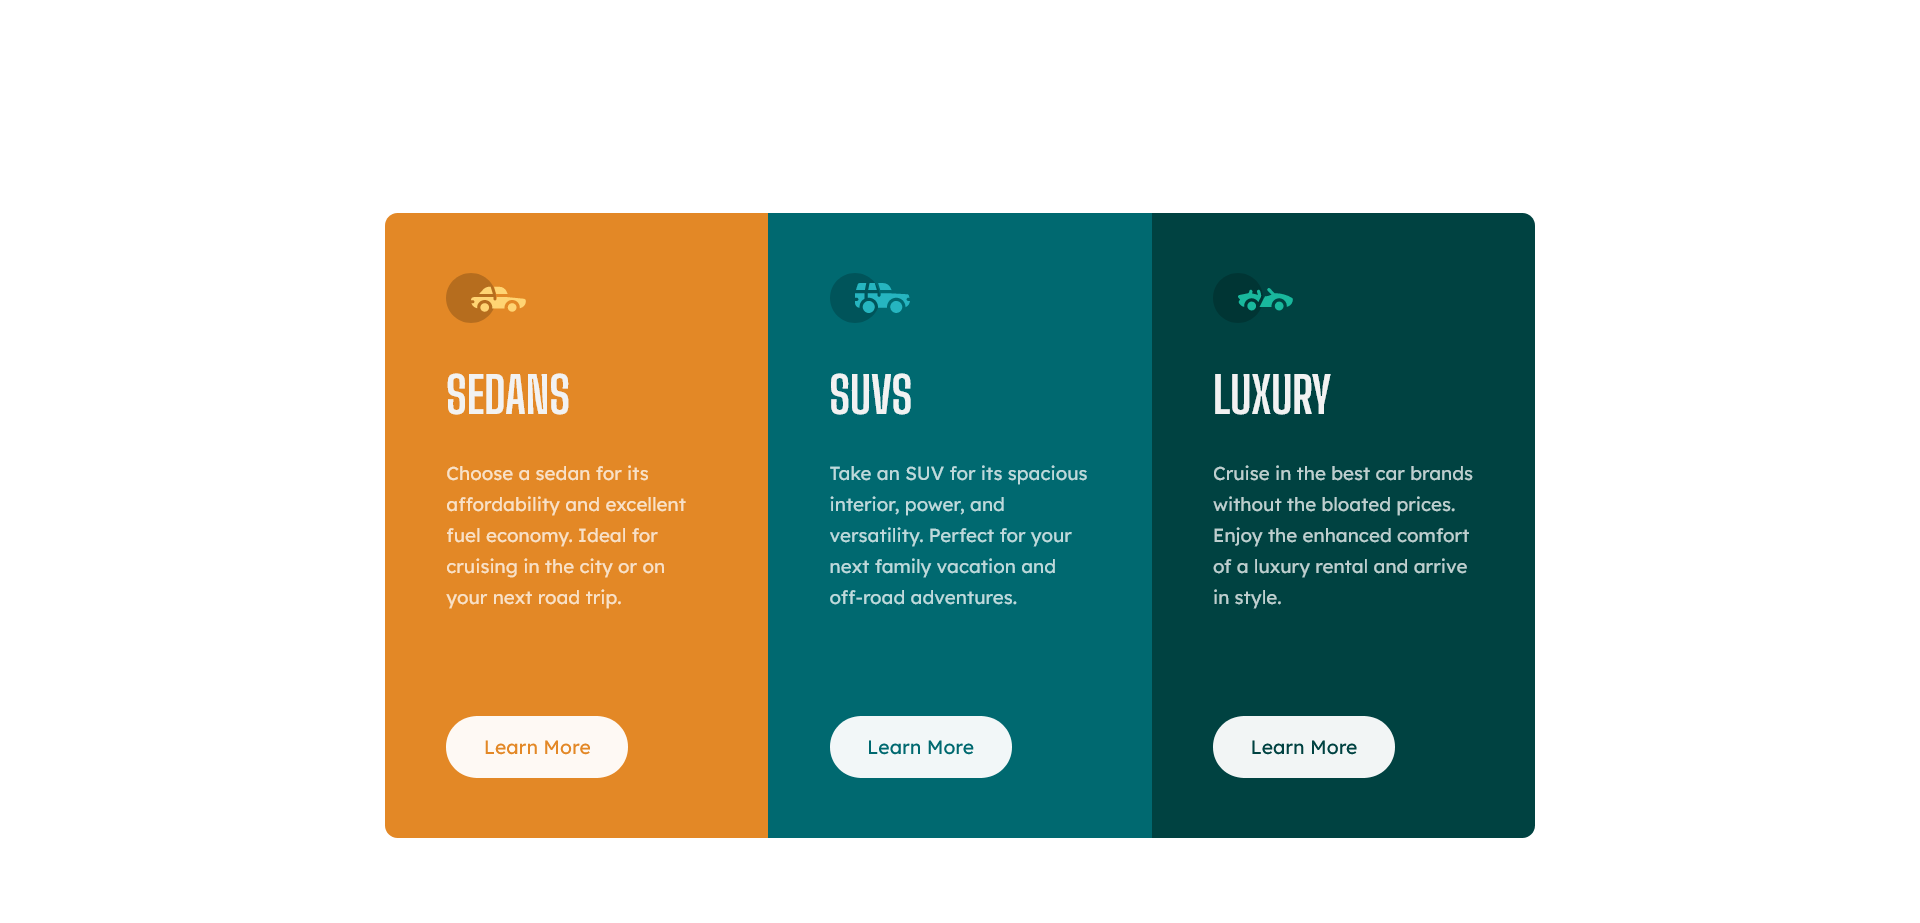 SEDANS
Choose a sedan for its
affordability and excellent
fuel economy. Ideal for
cruising in the city or on
your next road trip.
Learn More
SUVS
Take an SUV for its spacious
interior, power, and
versatility. Perfect for your
next family vacation and
off-road adventures.
Learn More
LUXURY
Cruise in the best car brands
without the bloated prices.
Enjoy the enhanced comfort
of a luxury rental and arrive
in style.
Learn More